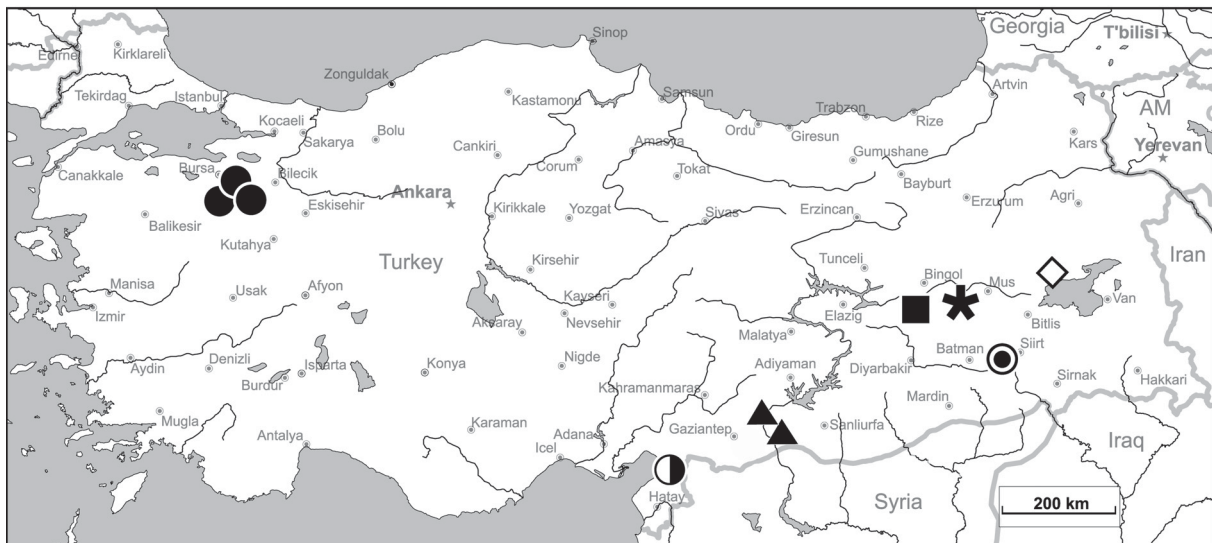 Georgia
T'bilisi
Sinop
Edirne
Kirklareli
Zonguldak
Artvin
AM
Tekirdag
Istanbul
Kastamonu
Samsun
Trabzon
Rize
Kocaeli
Sakarya
Bolu
Ordu
Giresun
Kars
Yerevan
Cankiri
Corum
Amasya
Gumushane
Canakkale
Bursa
Bilecik
Tokat
Bayburt
Ankara
Eskisehir
Kirikkale
Yozgat
Sivas
Erzincan
Erzurum
Agri
Balikesir
Kutahya
Turkey
Kirsehir
Tunceli
Bingol
Mus
Iran
Manisa
Usak
Afyon
Kayseri
Van
Izmir
Aksaray
Nevsehir
Elazig
Bitlis
Malatya
Siirt
Aydin
Denizli
Isparta
Burdur
Konya
Nigde
Adiyaman
Diyarbakir
Batman
Sirnak
Hakkari
Kahramanmaras
Mardin
Mugla
Antalya
Karaman
Adana
Icel
Gaziantep
Sanliurfa
Iraq
Hatay
Syria
200 km